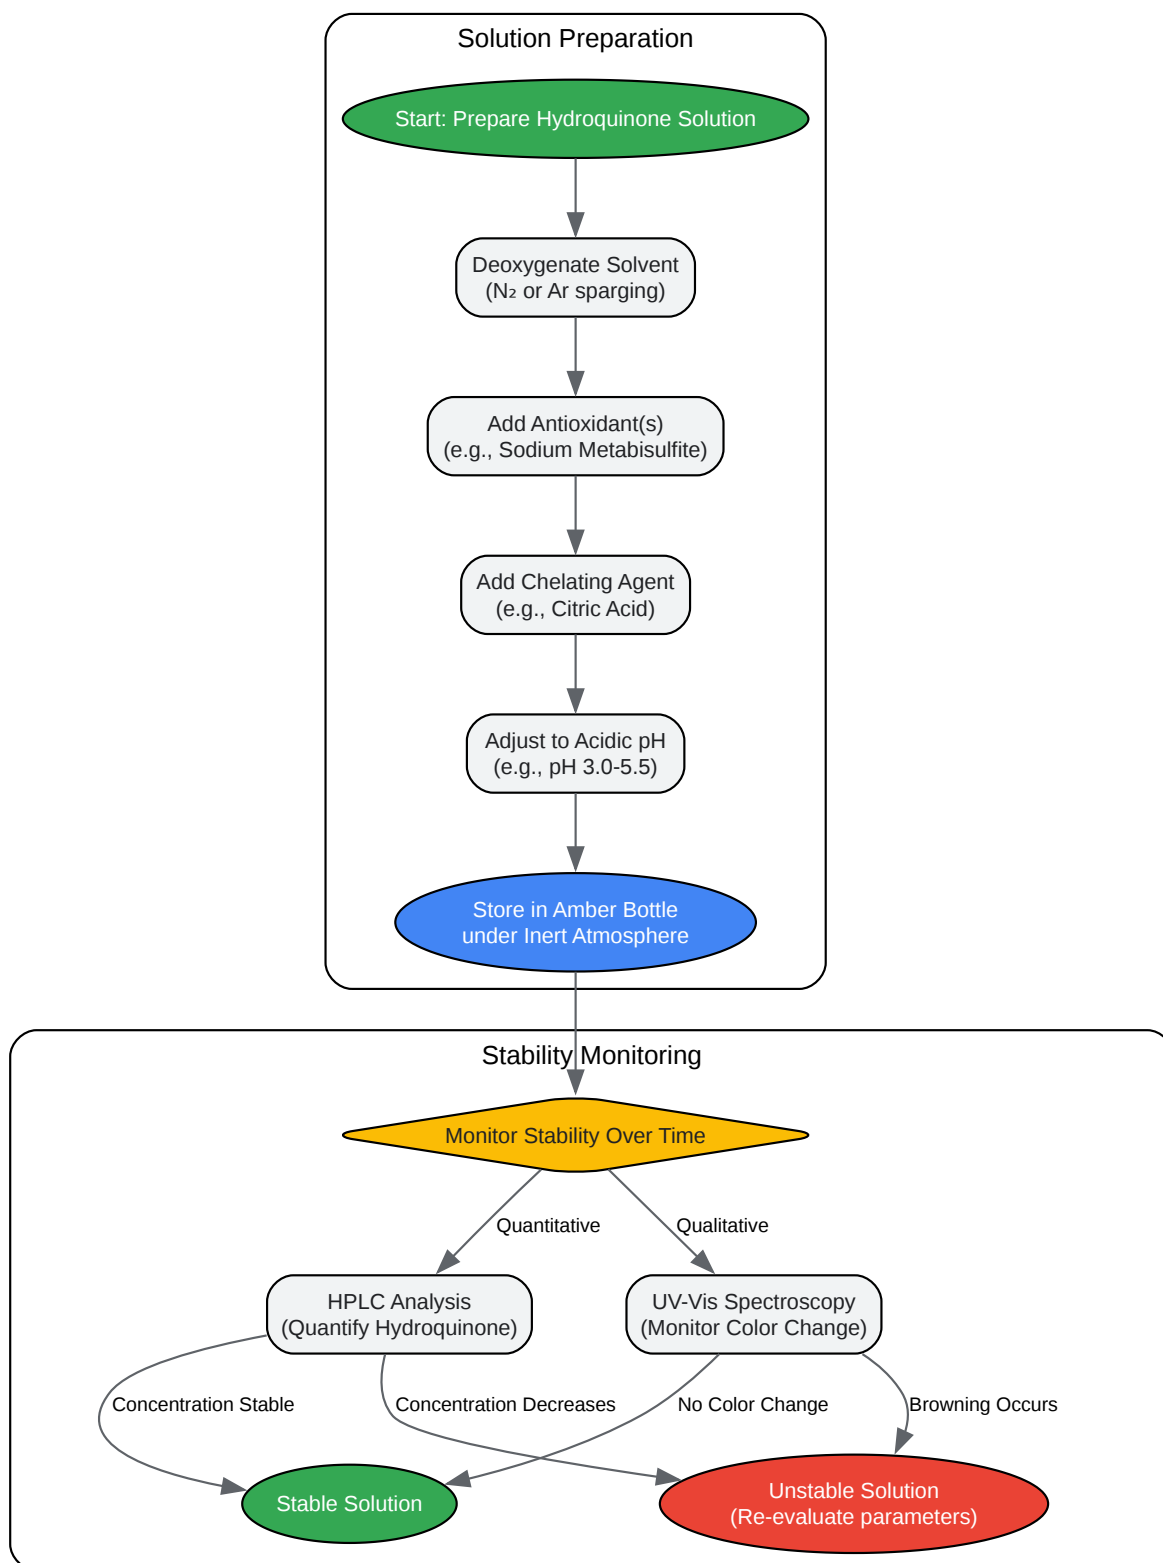 Solution Preparation
Start: Prepare Hydroquinone Solution
Deoxygenate Solvent
(N₂ or Ar sparging)
Add Antioxidant(s)
(e.g., Sodium Metabisulfite)
Add Chelating Agent
(e.g., Citric Acid)
Adjust to Acidic pH
(e.g., pH 3.0-5.5)
Store in Amber Bottle
under Inert Atmosphere
Stability Monitoring
Monitor Stability Over Time
Quantitative
Qualitative
HPLC Analysis
(Quantify Hydroquinone)
UV-Vis Spectroscopy
(Monitor Color Change)
Concentration Stable
Concentration Decreases
No Color Change
Browning Occurs
Stable Solution
Unstable Solution
(Re-evaluate parameters)